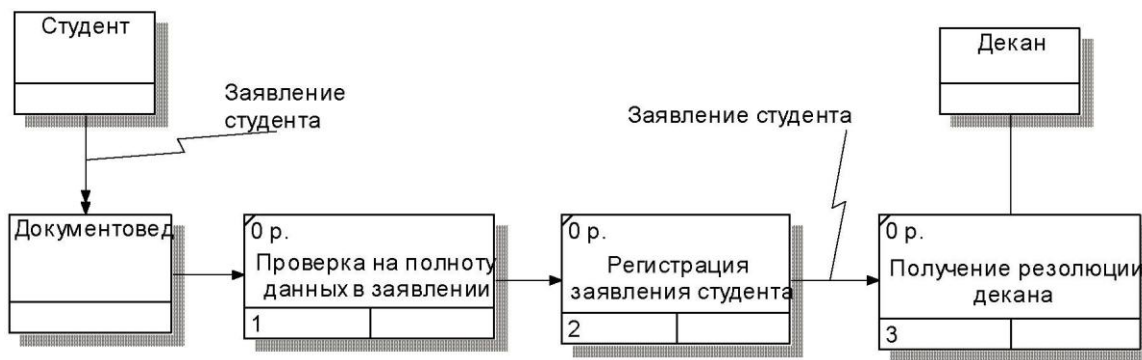 Студент
Декан
Заявление
студента
Заявление студента
Документовед
0 р.
Проверка на полноту
данных в заявлении
1
0 р.
Регистрация
заявления студента
2
0 р.
Получение резолюции
декана
3